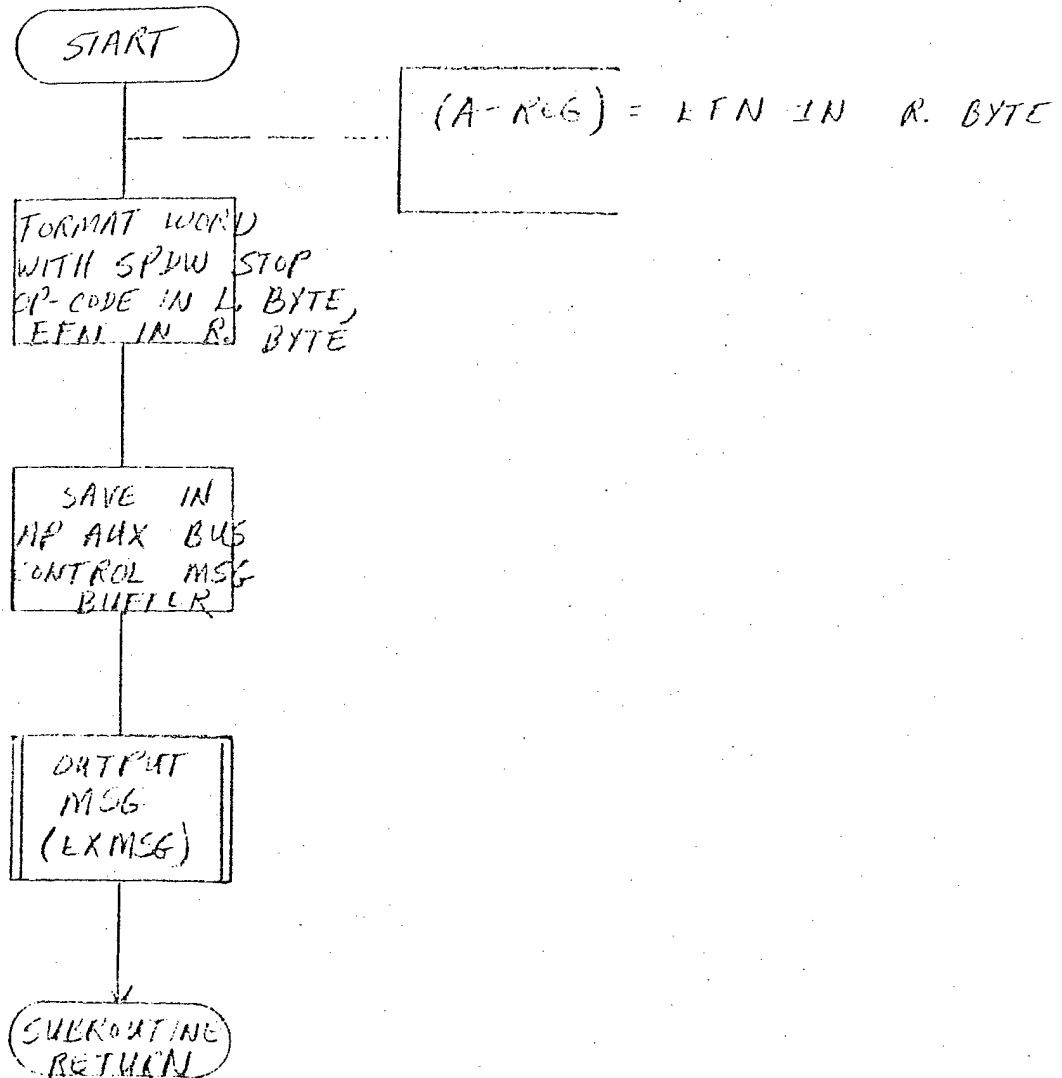 START
(A-REG) = EFN IN R. BYTE
FORMAT WORD
WITH SPDW STOP
OP-CODE IN L. BYTE,
EFN IN R. BYTE
SAVE IN
MP AUX BUS
CONTROL MSG
BUFFER
OUTPUT
MSG
(EXMSG)
SUBROUTINE
RETURN